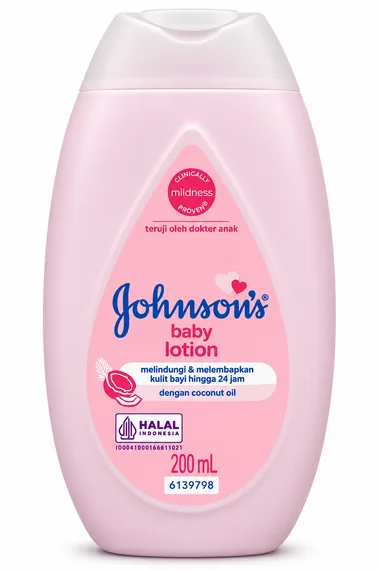 CLINICALLY
mildness
PROVEN®
teruji oleh dokter anak
Johnson's®
baby
lotion
melindungi & melembapkan
kulit bayi hingga 24 jam
dengan coconut oil
HALAL
INDONESIA
ID00410001666611021
200 mL
6139798